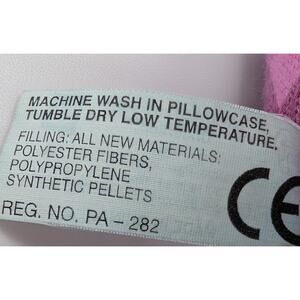 MACHINE WASH IN PILLOWCASE,
TUMBLE DRY LOW TEMPERATURE.
FILLING: ALL NEW MATERIALS:
POLYESTER FIBERS,
POLYPROPYLENE
SYNTHETIC PELLETS
CE
REG. NO. PA – 282